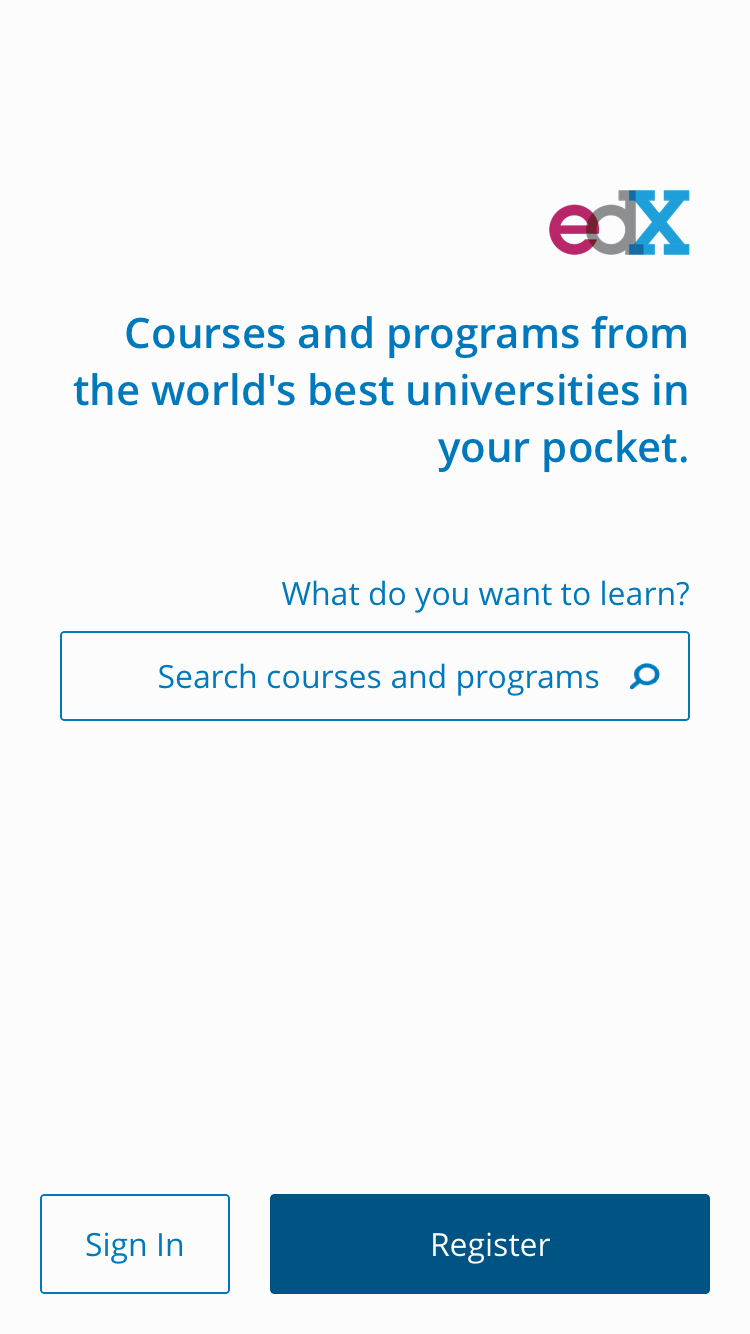 edX
Courses and programs from
the world's best universities in
your pocket.
What do you want to learn?
Search courses and programs
Sign In
Register